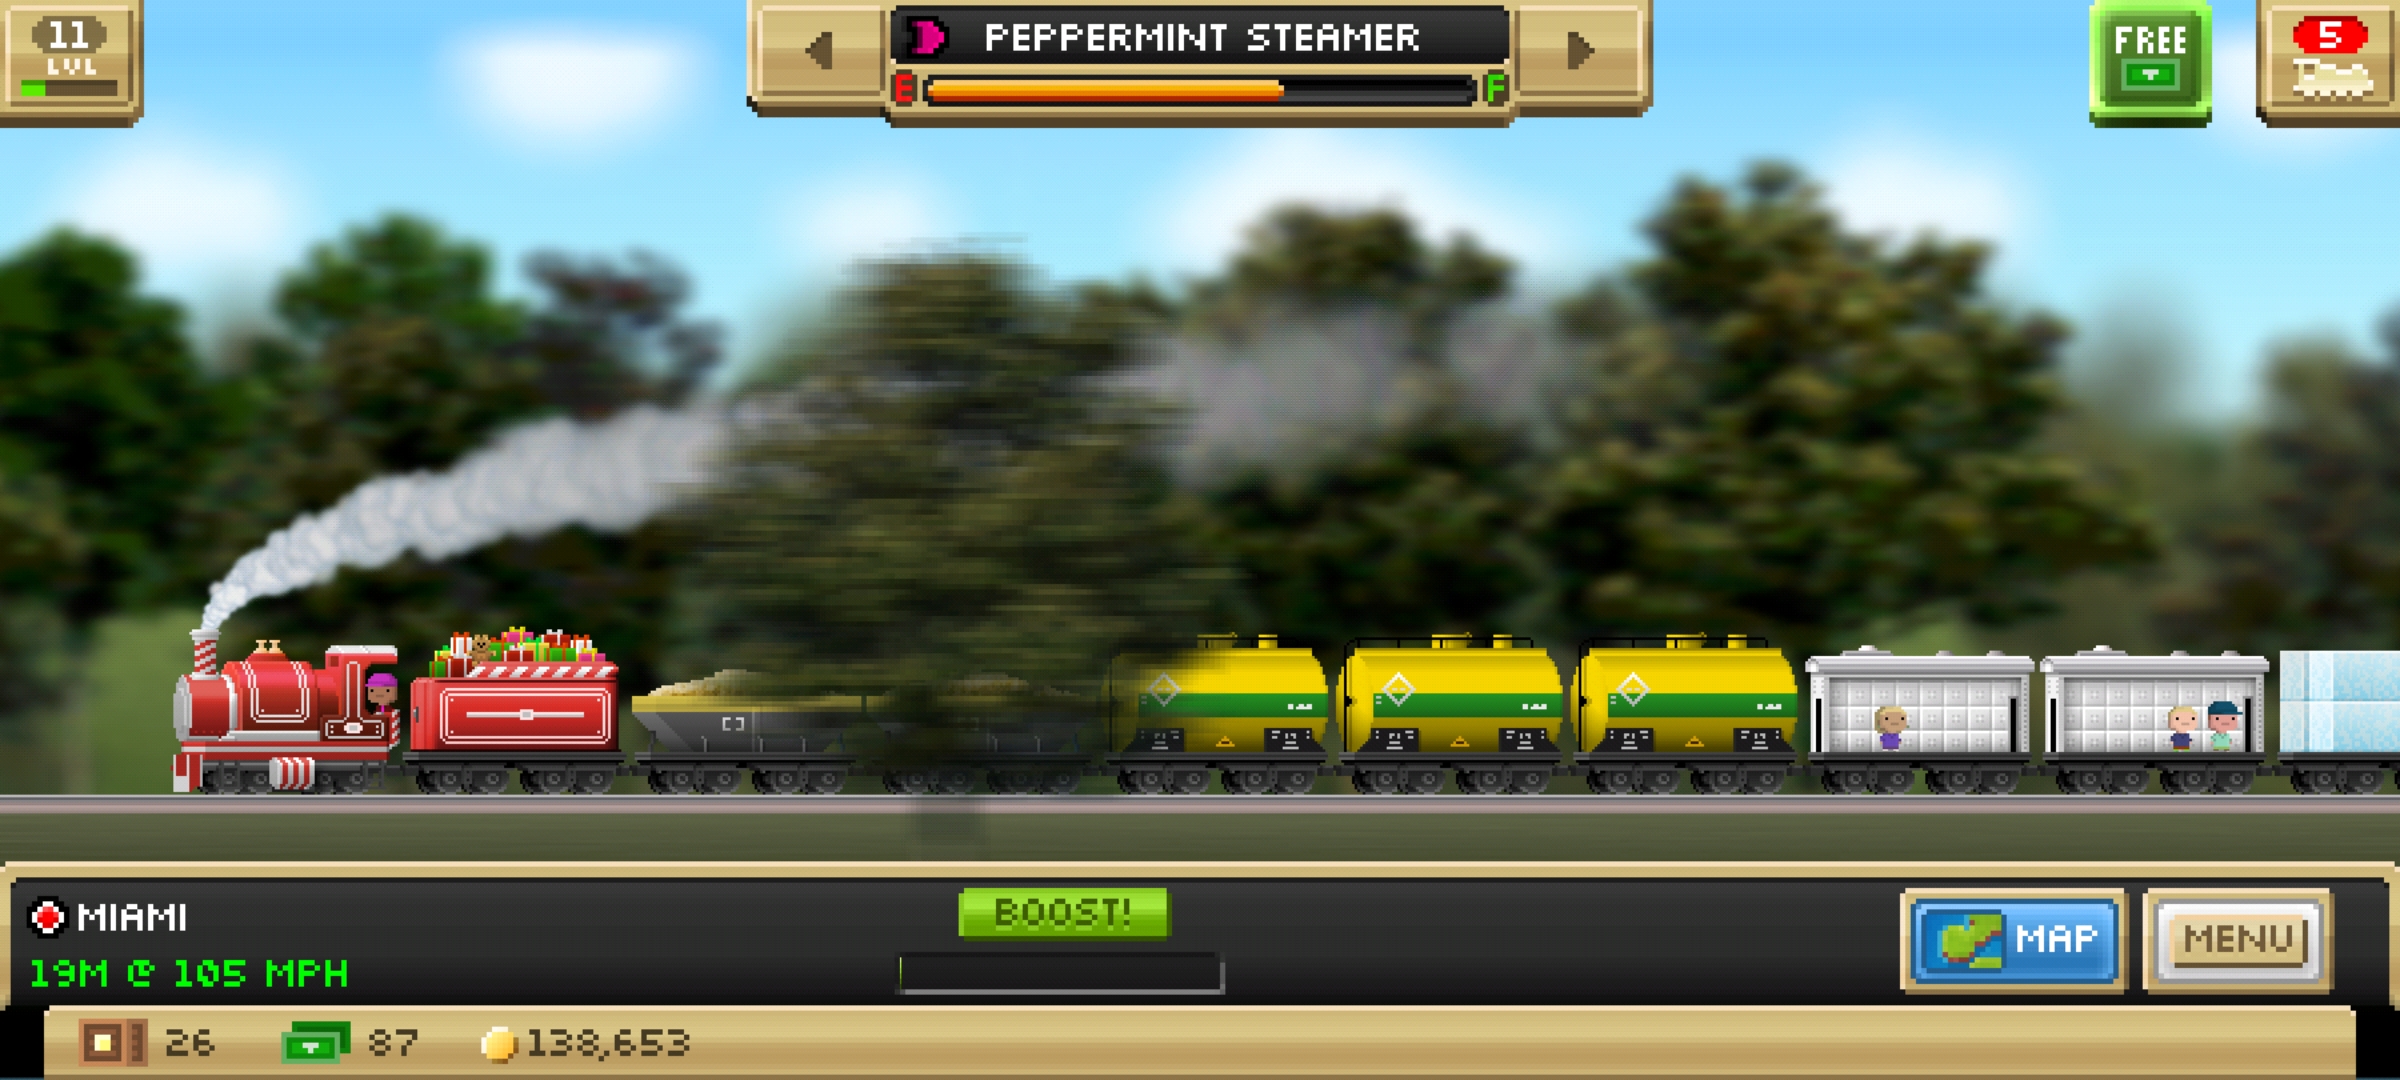 11
LVL
PEPPERMINT STEAMER
E F
FREE
5
MIAMI
19M @ 105 MPH
BOOST!
MAP
MENU
26
87
138,653